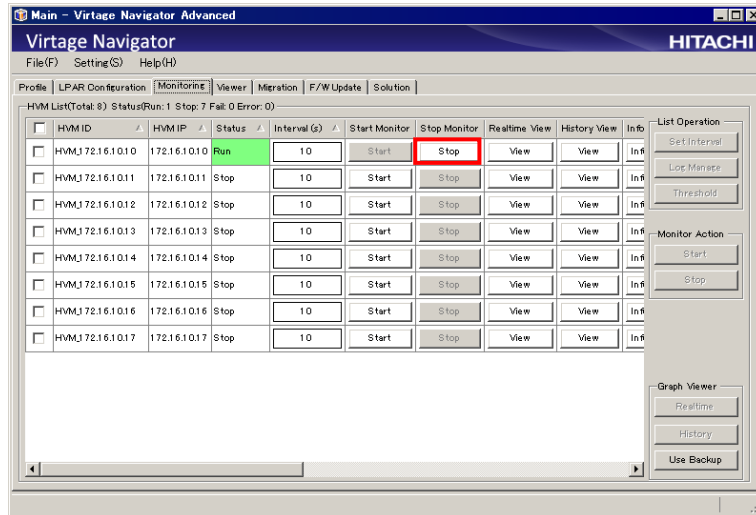 Main - Virtage Navigator Advanced
Virtage Navigator HITACHI
File(F) Setting(S) Help(H)
Profile LPAR Configuration Monitoring Viewer Migration F/W Update Solution
HVM List(Total: 8) Status(Run: 1 Stop: 7 Fail: 0 Error: 0)
HVM ID HVM IP Status Interval (s) Start Monitor Stop Monitor Realtime View History View Info
HVM_172.16.10.10 172.16.10.10 Run 10 Start Stop View View Inf
HVM_172.16.10.11 172.16.10.11 Stop 10 Start Stop View View Inf
HVM_172.16.10.12 172.16.10.12 Stop 10 Start Stop View View Inf
HVM_172.16.10.13 172.16.10.13 Stop 10 Start Stop View View Inf
HVM_172.16.10.14 172.16.10.14 Stop 10 Start Stop View View Inf
HVM_172.16.10.15 172.16.10.15 Stop 10 Start Stop View View Inf
HVM_172.16.10.16 172.16.10.16 Stop 10 Start Stop View View Inf
HVM_172.16.10.17 172.16.10.17 Stop 10 Start Stop View View Inf
List Operation
Set Interval
Log Manage
Threshold
Monitor Action
Start
Stop
Graph Viewer
Realtime
History
Use Backup